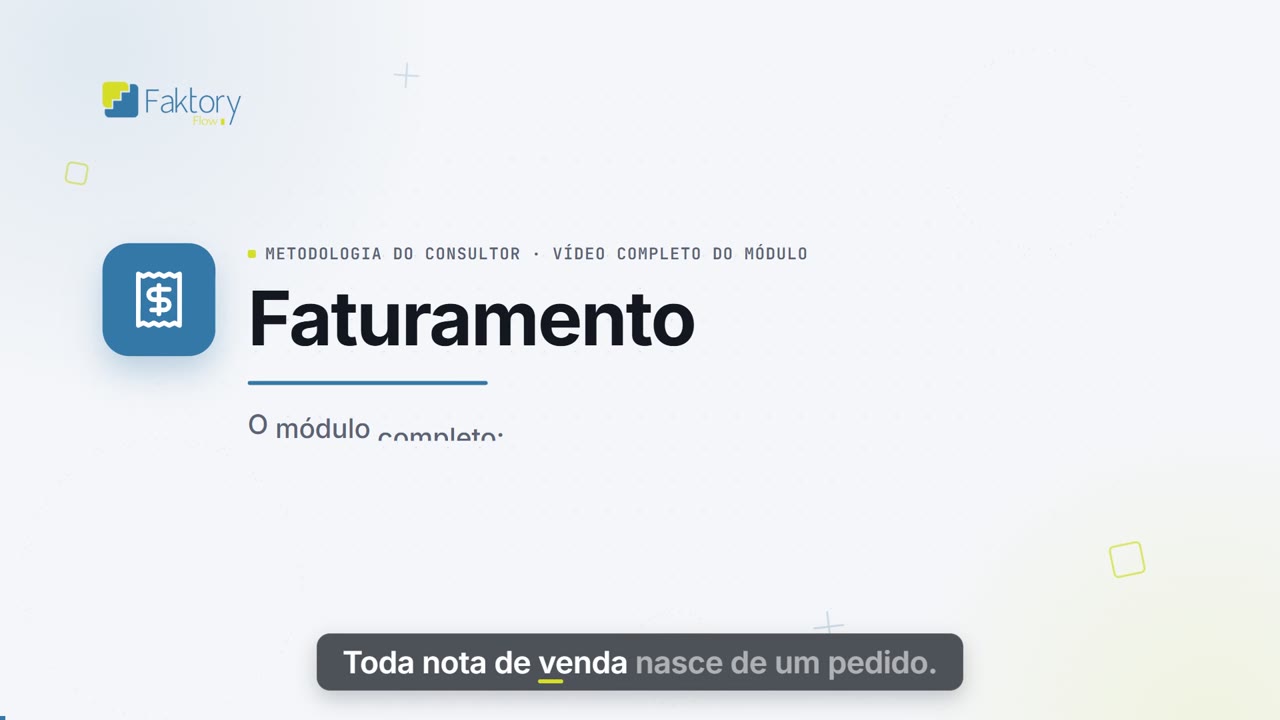 Faktory
Flow
METODOLOGIA DO CONSULTOR · VÍDEO COMPLETO DO MÓDULO
Faturamento
O módulo completo:
Toda nota de venda nasce de um pedido.